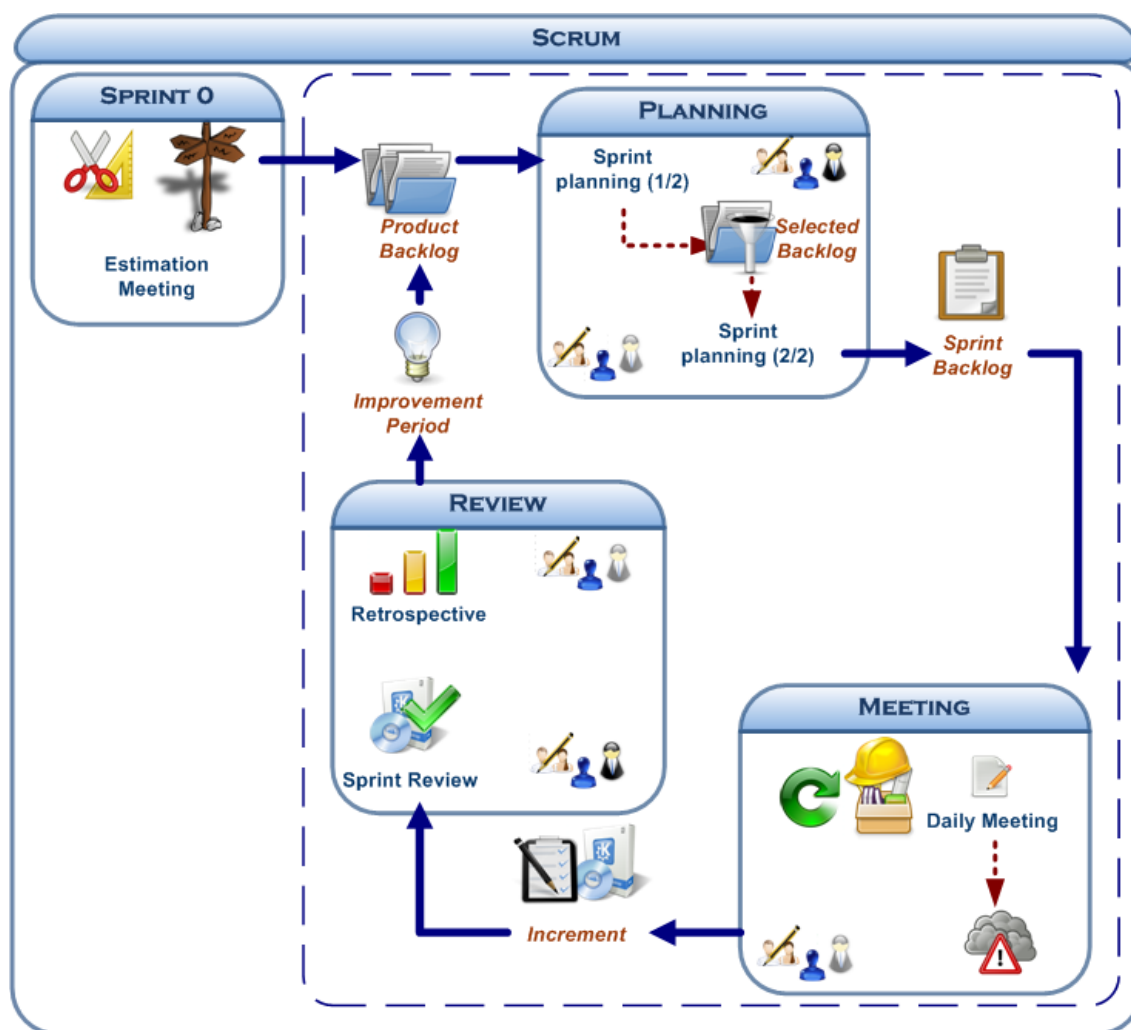 SCRUM
SPRINT 0
Estimation
Meeting
Product
Backlog
Improvement
Period
PLANNING
Sprint
planning (1/2)
Selected
Backlog
Sprint
planning (2/2)
Sprint
Backlog
REVIEW
Retrospective
Sprint Review
MEETING
Daily Meeting
!
Increment